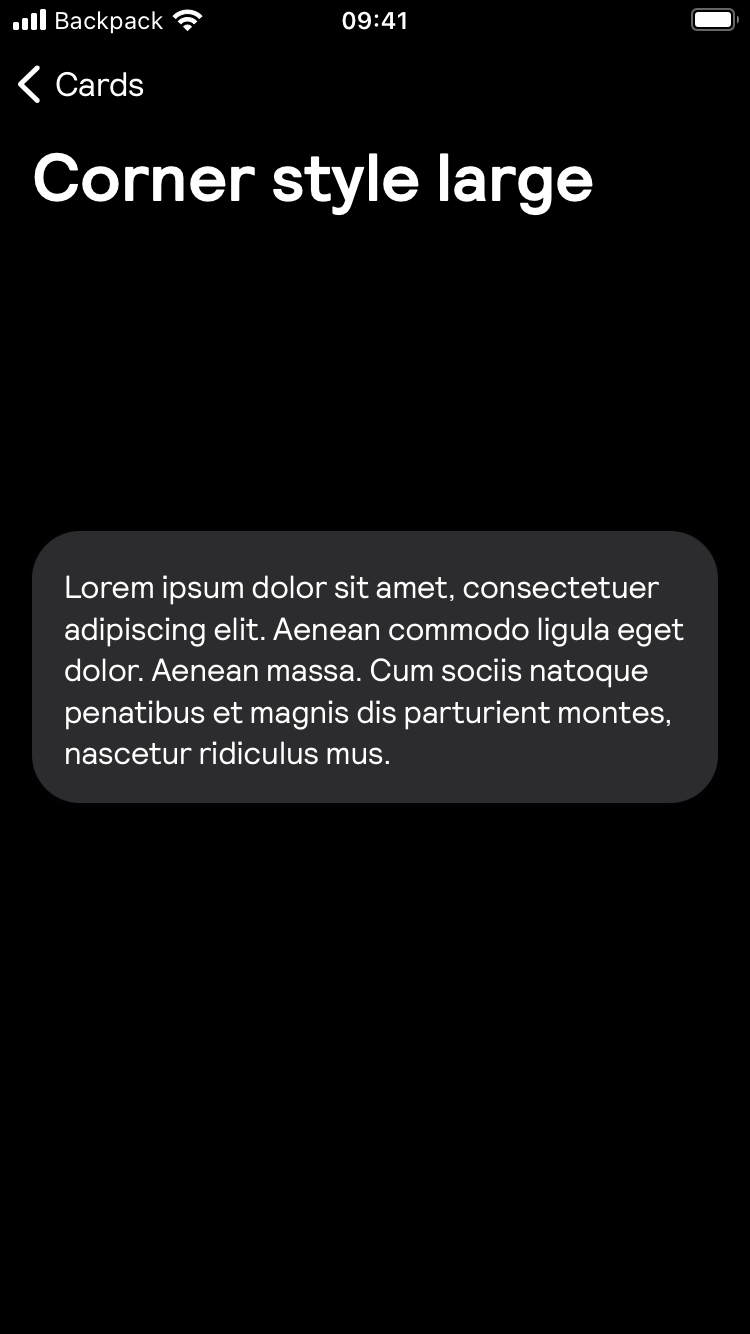 Backpack 09:41
Cards
Corner style large
Lorem ipsum dolor sit amet, consectetuer
adipiscing elit. Aenean commodo ligula eget
dolor. Aenean massa. Cum sociis natoque
penatibus et magnis dis parturient montes,
nascetur ridiculus mus.